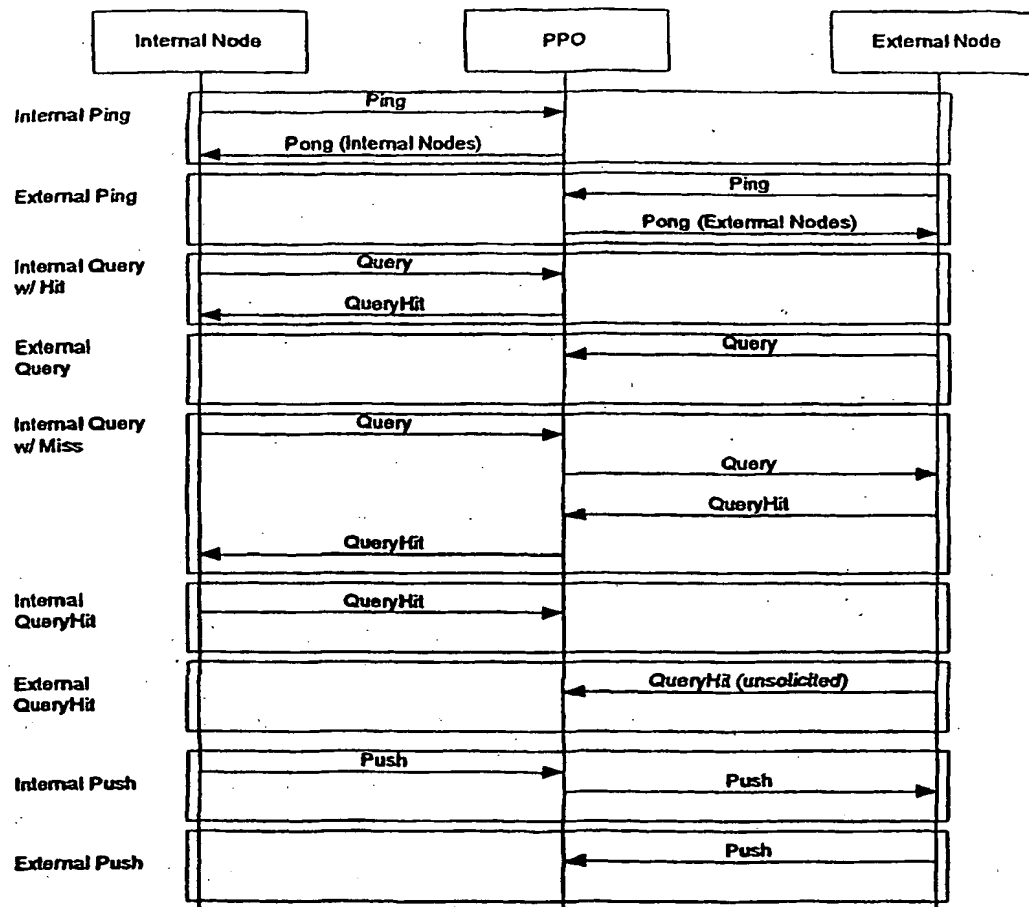 Internal Node
PPO
External Node
Internal Ping
Ping
Pong (Internal Nodes)
External Ping
Ping
Pong (External Nodes)
Internal Query
w/ Hit
Query
QueryHit
External
Query
Query
Internal Query
w/ Miss
Query
Query
QueryHit
QueryHit
Internal
QueryHit
QueryHit
External
QueryHit
QueryHit (unsolicited)
Internal Push
Push
Push
External Push
Push